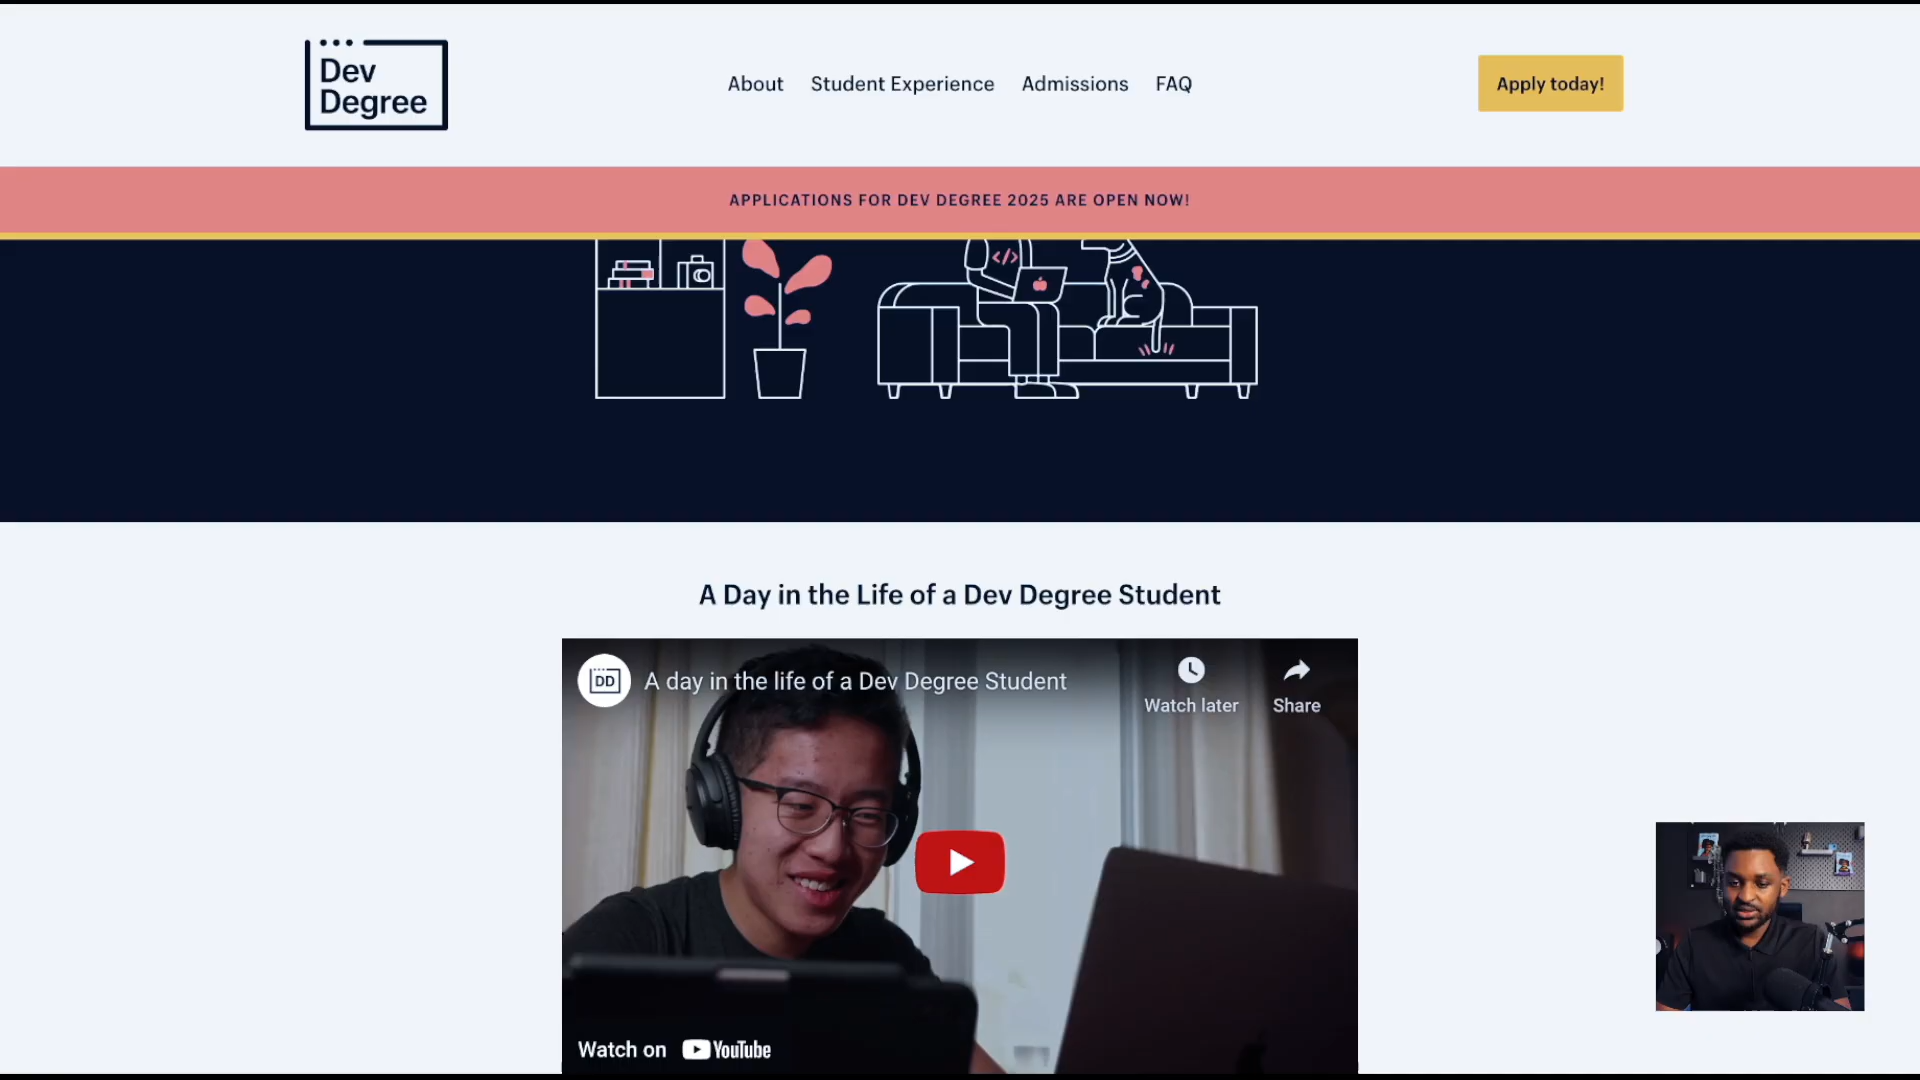 Dev
Degree
About
Student Experience
Admissions
FAQ
Apply today!
APPLICATIONS FOR DEV DEGREE 2025 ARE OPEN NOW!
</>
A Day in the Life of a Dev Degree Student
DD
A day in the life of a Dev Degree Student
Watch later
Share
Watch on YouTube